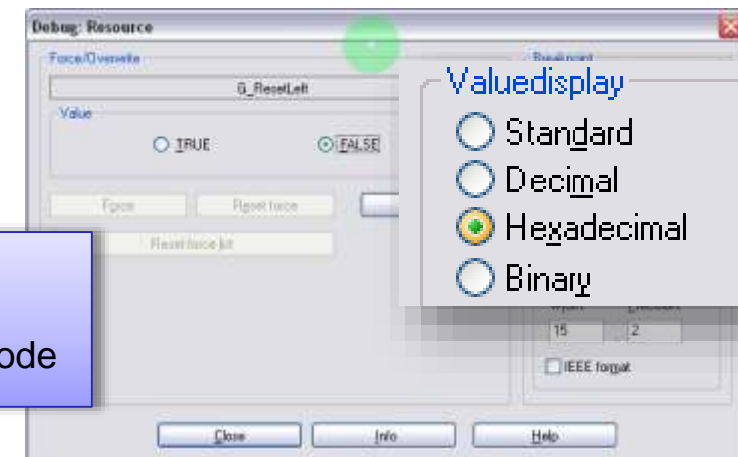 Debug: Resource
Force/Overwrite
Breakpoint
G_ResetLeft
Value
TRUE
FALSE
Force
Reset force
Reset force list
Valuedisplay
Standard
Decimal
Hexadecimal
Binary
15
2
IEEE format
ode
Close
Info
Help